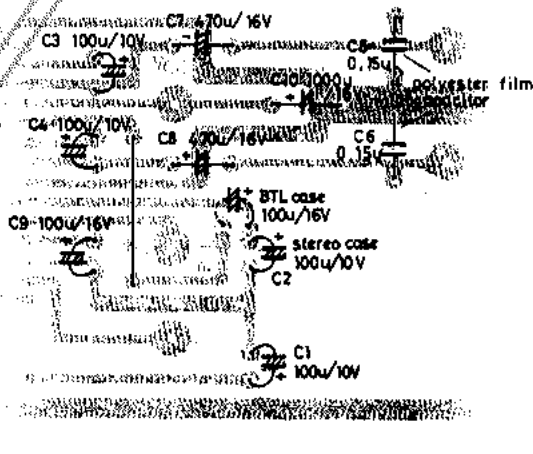 C7 470u/16V
C3 100u/10V
C5
0,15u
C10 1000u
/16
polyester film
capacitor
C4 100u/10V
C8 470u/16V
C6
0,15u
BTL case
100u/16V
C9 100u/16V
stereo case
100u/10V
C2
C1
100u/10V